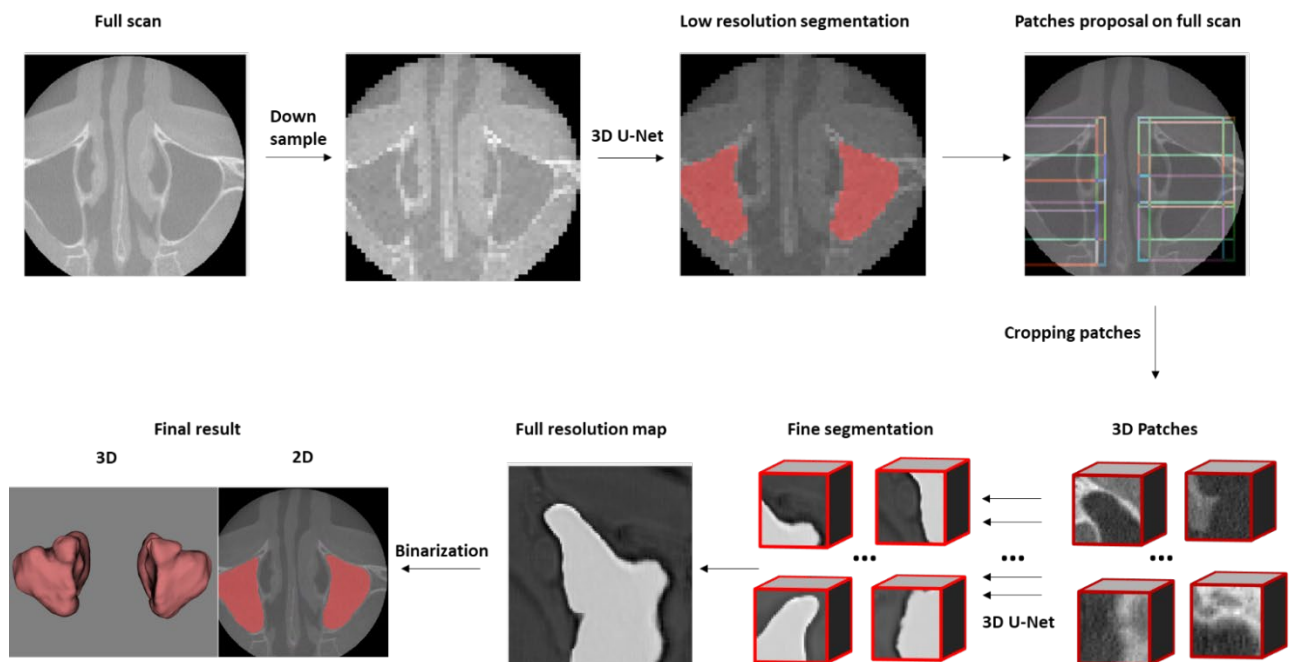 Full scan
Low resolution segmentation
Patches proposal on full scan
Down
sample
3D U-Net
Cropping patches
Final result
Full resolution map
Fine segmentation
3D Patches
3D
2D
Binarization
...
...
...
3D U-Net